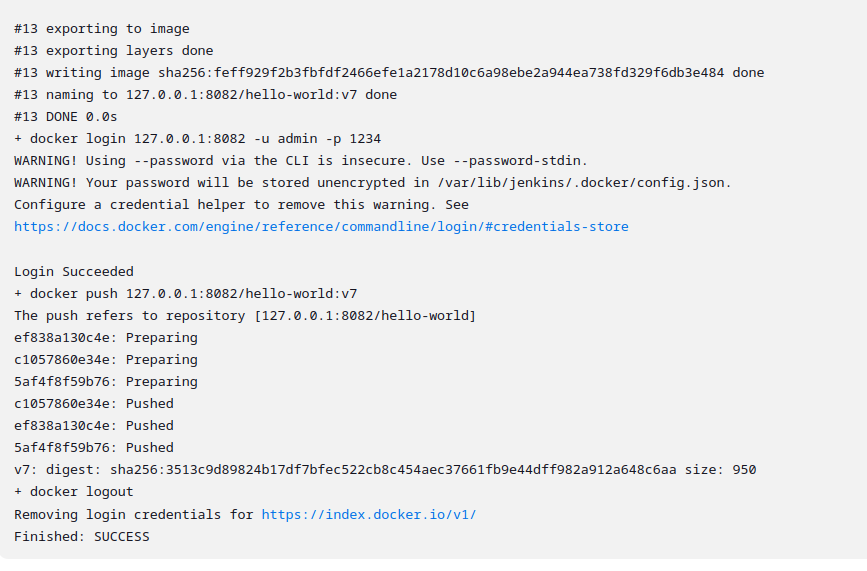 #13 exporting to image
#13 exporting layers done
#13 writing image sha256:feff929f2b3fbfdf2466efe1a2178d10c6a98ebe2a944ea738fd329f6db3e484 done
#13 naming to 127.0.0.1:8082/hello-world:v7 done
#13 DONE 0.0s
+ docker login 127.0.0.1:8082 -u admin -p 1234
WARNING! Using --password via the CLI is insecure. Use --password-stdin.
WARNING! Your password will be stored unencrypted in /var/lib/jenkins/.docker/config.json.
Configure a credential helper to remove this warning. See
https://docs.docker.com/engine/reference/commandline/login/#credentials-store
Login Succeeded
+ docker push 127.0.0.1:8082/hello-world:v7
The push refers to repository [127.0.0.1:8082/hello-world]
ef838a130c4e: Preparing
c1057860e34e: Preparing
5af4f8f59b76: Preparing
c1057860e34e: Pushed
ef838a130c4e: Pushed
5af4f8f59b76: Pushed
v7: digest: sha256:3513c9d89824b17df7bfec522cb8c454aec37661fb9e44dff982a912a648c6aa size: 950
+ docker logout
Removing login credentials for https://index.docker.io/v1/
Finished: SUCCESS